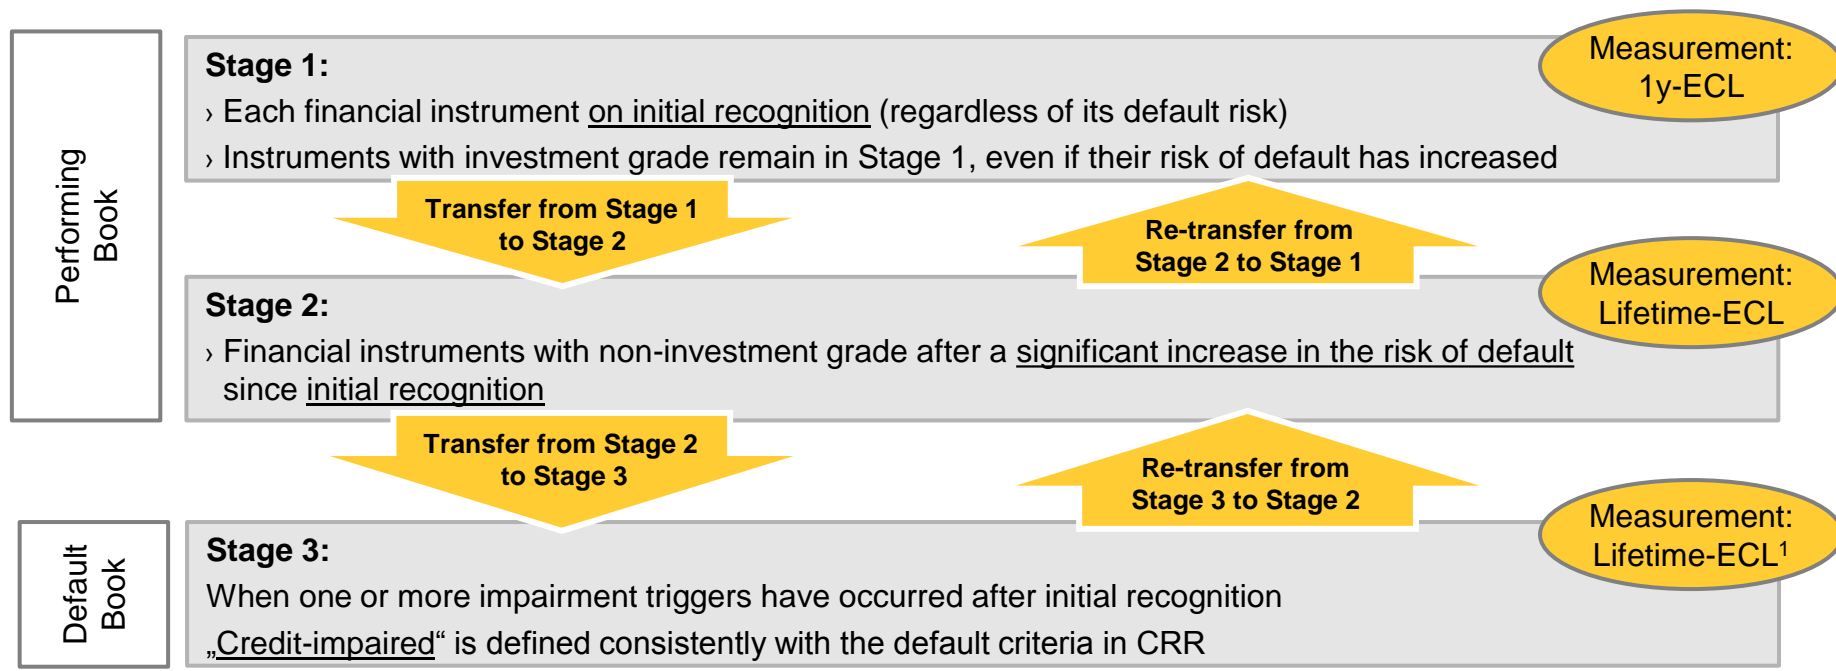 Performing
Book
Stage 1:
› Each financial instrument on initial recognition (regardless of its default risk)
› Instruments with investment grade remain in Stage 1, even if their risk of default has increased
Measurement:
1y-ECL
Transfer from Stage 1
to Stage 2
Re-transfer from
Stage 2 to Stage 1
Stage 2:
› Financial instruments with non-investment grade after a significant increase in the risk of default
since initial recognition
Measurement:
Lifetime-ECL
Transfer from Stage 2
to Stage 3
Re-transfer from
Stage 3 to Stage 2
Default
Book
Stage 3:
When one or more impairment triggers have occurred after initial recognition
„Credit-impaired“ is defined consistently with the default criteria in CRR
Measurement:
Lifetime-ECL¹